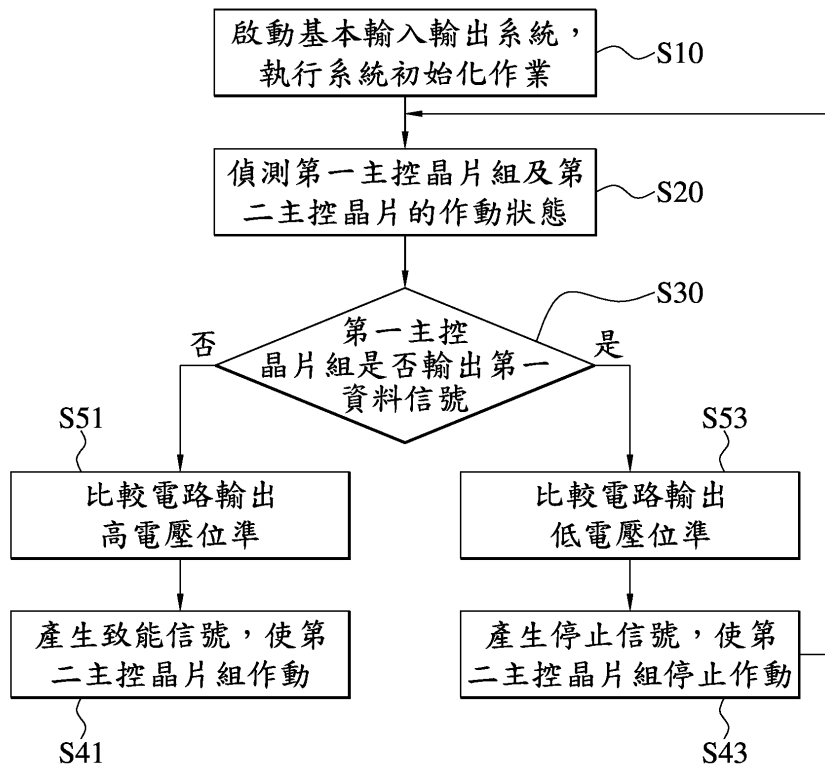 啟動基本輸入輸出系統，
執行系統初始化作業
S10
偵測第一主控晶片組及第
二主控晶片的作動狀態
S20
S30
第一主控
晶片組是否輸出第一
資料信號
否
是
S51
S53
比較電路輸出
高電壓位準
比較電路輸出
低電壓位準
產生致能信號，使第
二主控晶片組作動
產生停止信號，使第
二主控晶片組停止作動
S41
S43